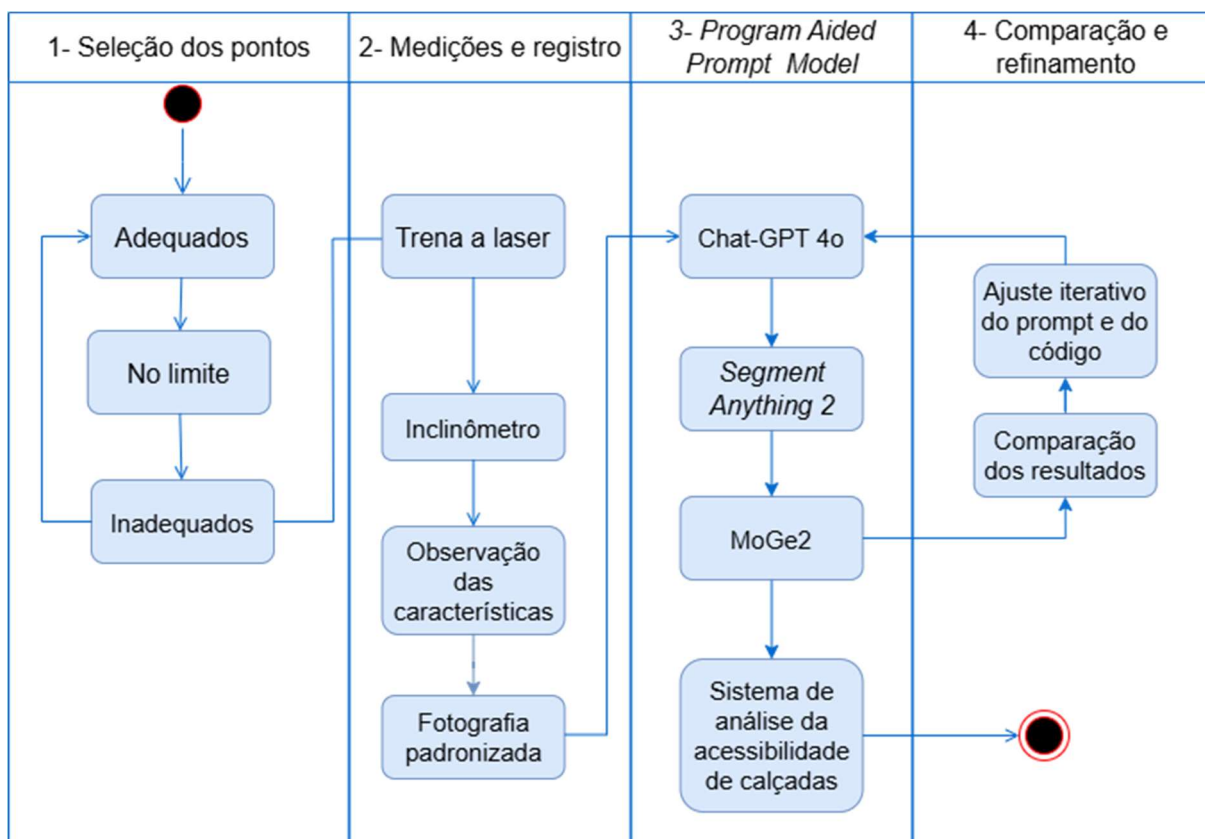 1- Seleção dos pontos
2- Medições e registro
3- Program Aided
Prompt Model
4- Comparação e
refinamento
Adequados
No limite
Inadequados
Trena a laser
Inclinômetro
Observação
das
características
Fotografia
padronizada
Chat-GPT 4o
Segment
Anything 2
MoGe2
Sistema de
análise da
acessibilidade
de calçadas
Ajuste iterativo
do prompt e do
código
Comparação
dos resultados